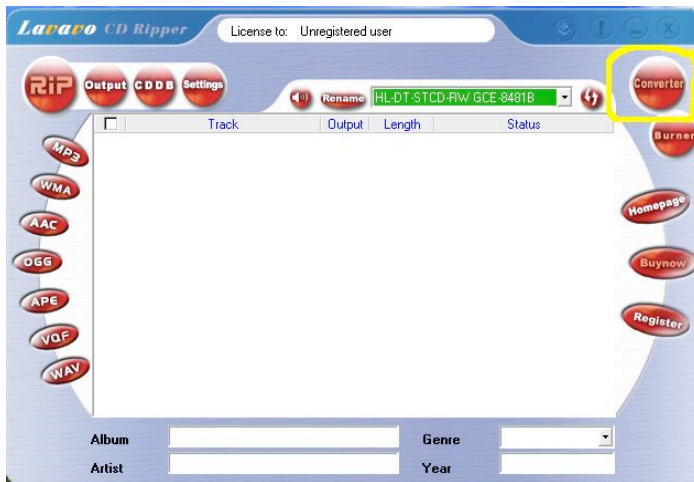 Lavavo CD Ripper
License to: Unregistered user
RiP Output CDDB Settings
Rename HL-DT-STCD-RW GCE-8481B
Converter
Burner
Track Output Length Status
MP3
WMA
AAC
OGG
APE
VQF
WAV
Homepage
Buynow
Register
Album
Genre
Artist
Year